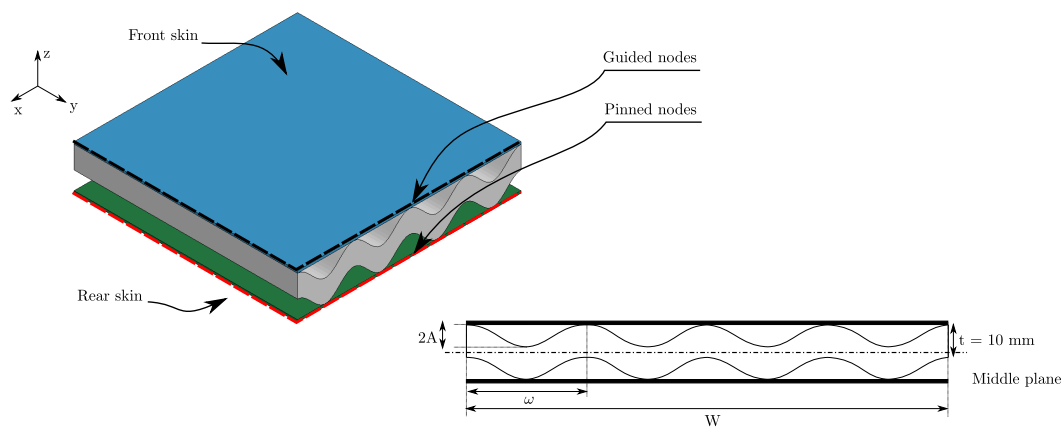 Front skin
Guided nodes
z
Pinned nodes
x
y
Rear skin
2A
t = 10 mm
Middle plane
ω
W